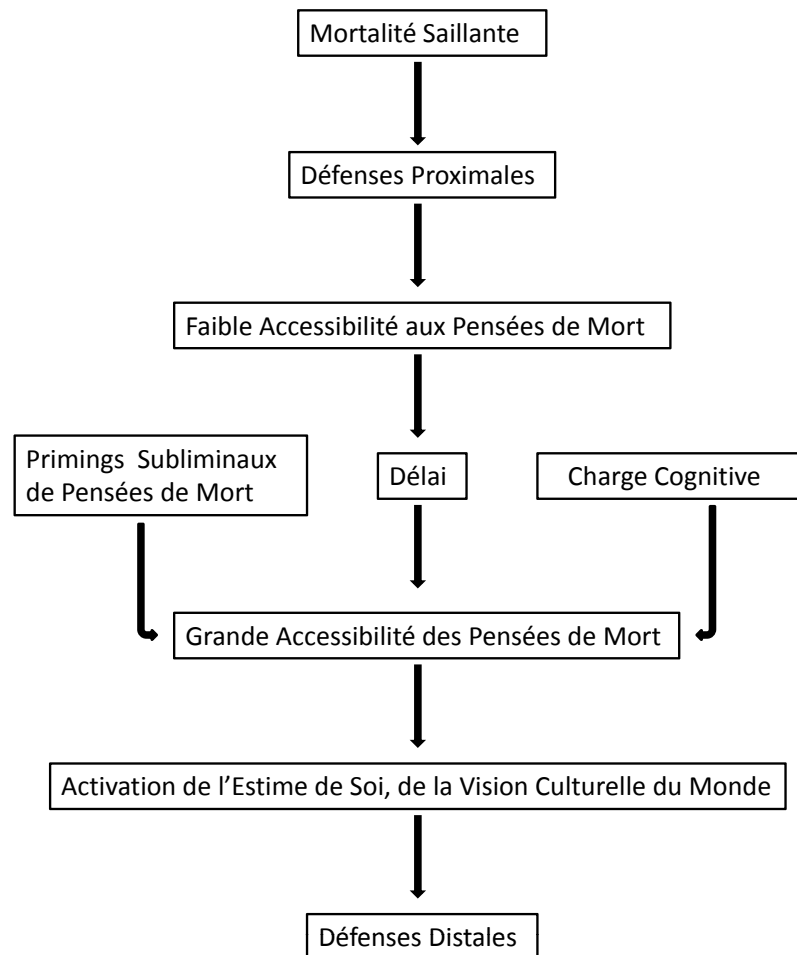 Mortalité Saillante
Défenses Proximales
Faible Accessibilité aux Pensées de Mort
Primings Subliminaux
de Pensées de Mort
Délai
Charge Cognitive
Grande Accessibilité des Pensées de Mort
Activation de l’Estime de Soi, de la Vision Culturelle du Monde
Défenses Distales